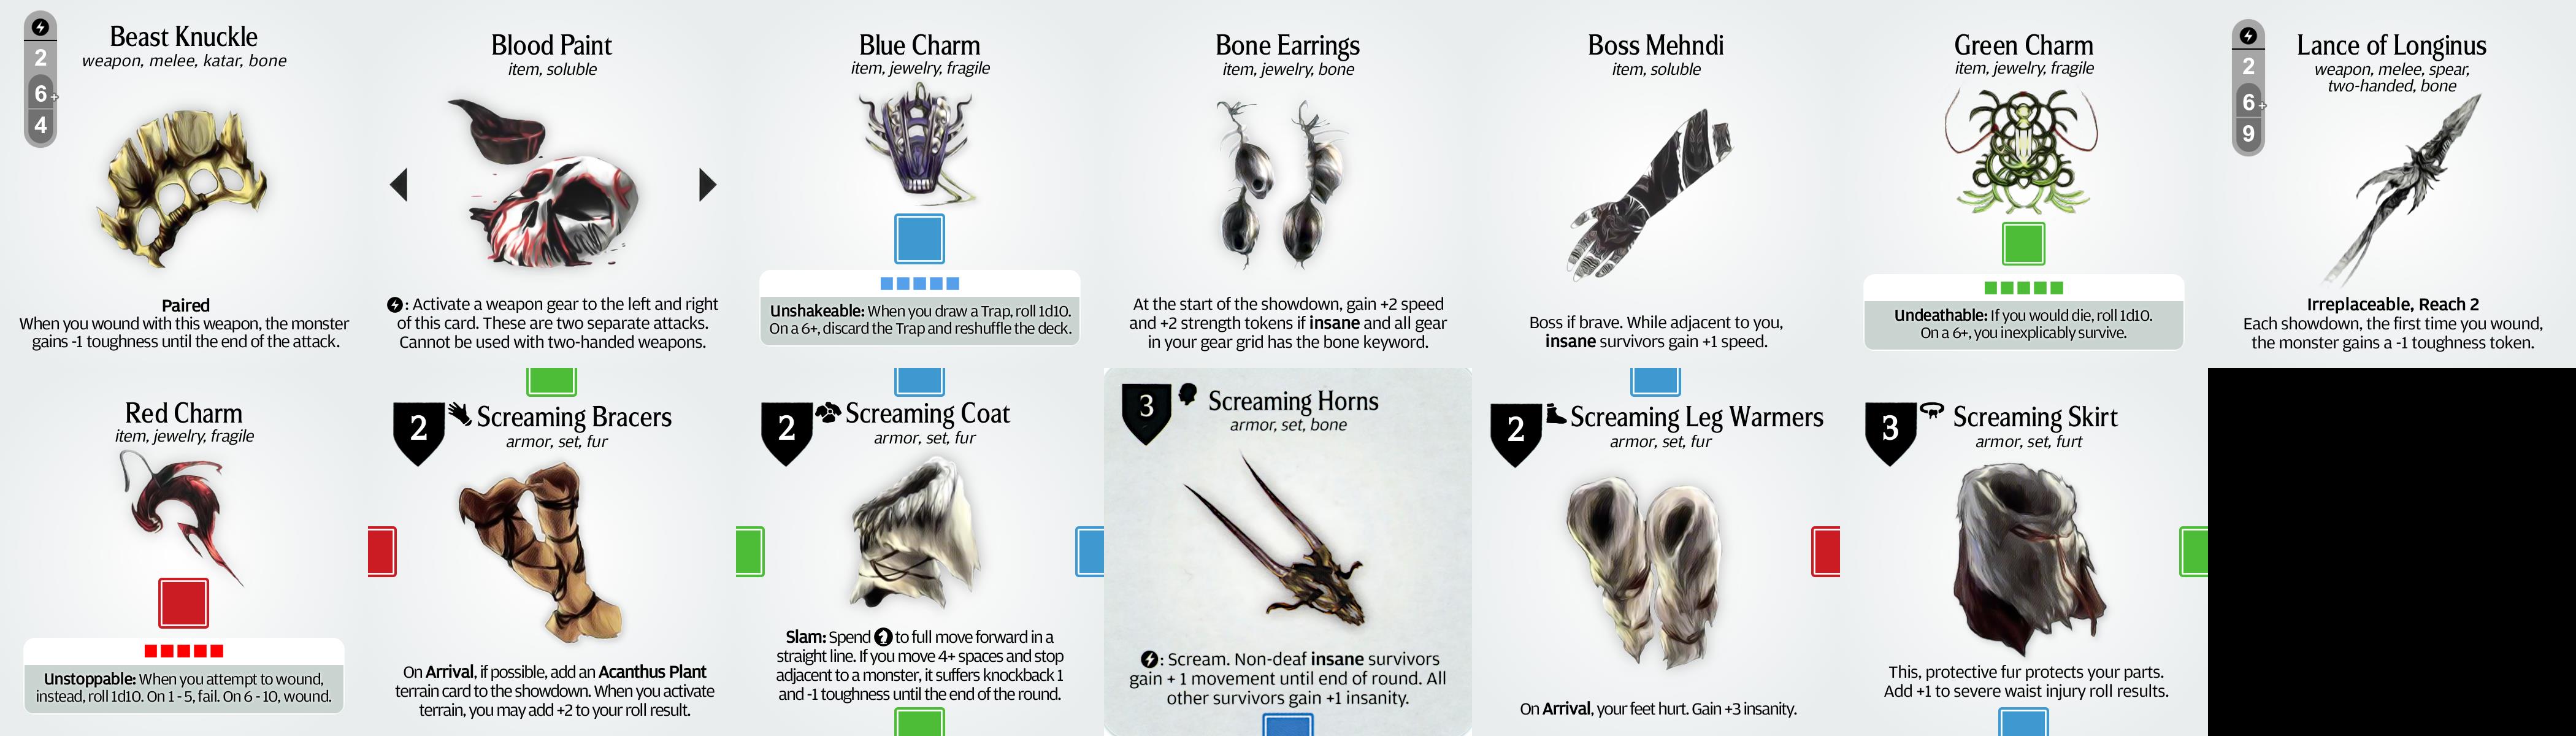 2
6+
4
Beast Knuckle
weapon, melee, katar, bone
Paired
When you wound with this weapon, the monster
gains -1 toughness until the end of the attack.
Blood Paint
item, soluble
: Activate a weapon gear to the left and right
of this card. These are two separate attacks.
Cannot be used with two-handed weapons.
Blue Charm
item, jewelry, fragile
Unshakeable: When you draw a Trap, roll 1d10.
On a 6+, discard the Trap and reshuffle the deck.
Bone Earrings
item, jewelry, bone
At the start of the showdown, gain +2 speed
and +2 strength tokens if insane and all gear
in your gear grid has the bone keyword.
Boss Mehndi
item, soluble
Boss if brave. While adjacent to you,
insane survivors gain +1 speed.
Green Charm
item, jewelry, fragile
Undeathable: If you would die, roll 1d10.
On a 6+, you inexplicably survive.
2
6+
9
Lance of Longinus
weapon, melee, spear,
two-handed, bone
Irreplaceable, Reach 2
Each showdown, the first time you wound,
the monster gains a -1 toughness token.
Red Charm
item, jewelry, fragile
Unstoppable: When you attempt to wound,
instead, roll 1d10. On 1 - 5, fail. On 6 - 10, wound.
2
Screaming Bracers
armor, set, fur
On Arrival, if possible, add an Acanthus Plant
terrain card to the showdown. When you activate
terrain, you may add +2 to your roll result.
2
Screaming Coat
armor, set, fur
Slam: Spend to full move forward in a
straight line. If you move 4+ spaces and stop
adjacent to a monster, it suffers knockback 1
and -1 toughness until the end of the round.
3
Screaming Horns
armor, set, bone
: Scream. Non-deaf insane survivors
gain + 1 movement until end of round. All
other survivors gain +1 insanity.
2
Screaming Leg Warmers
armor, set, fur
On Arrival, your feet hurt. Gain +3 insanity.
3
Screaming Skirt
armor, set, furt
This, protective fur protects your parts.
Add +1 to severe waist injury roll results.